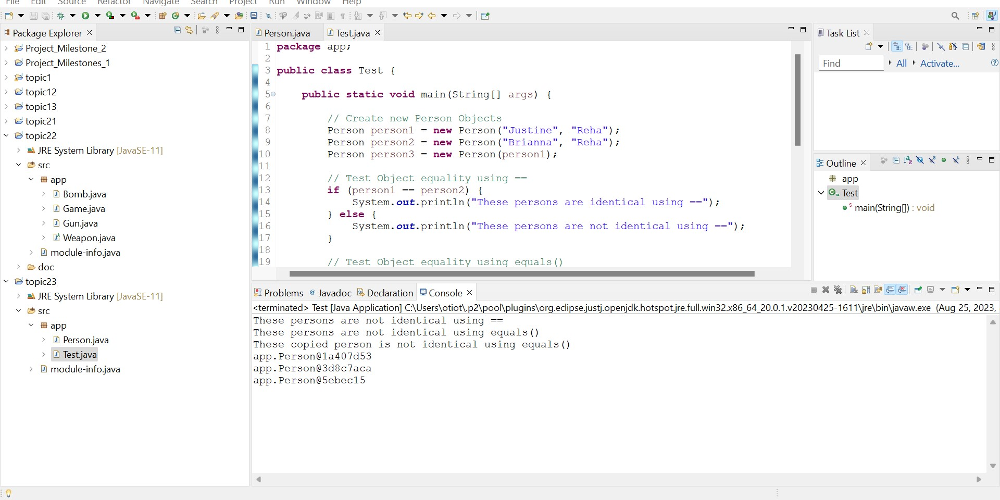 File Edit Source Refactor Navigate Search Project Run Window Help
Package Explorer
Project_Milestone_2
Project_Milestones_1
topic1
topic12
topic13
topic21
topic22
JRE System Library [JavaSE-11]
src
app
Bomb.java
Game.java
Gun.java
Weapon.java
module-info.java
doc
topic23
JRE System Library [JavaSE-11]
src
app
Person.java
Test.java
module-info.java
Person.java Test.java
1 package app;
2
3 public class Test {
4
5 public static void main(String[] args) {
6
7 // Create new Person Objects
8 Person person1 = new Person("Justine", "Reha");
9 Person person2 = new Person("Brianna", "Reha");
10 Person person3 = new Person(person1);
11
12 // Test Object equality using ==
13 if (person1 == person2) {
14 System.out.println("These persons are identical using ==");
15 } else {
16 System.out.println("These persons are not identical using ==");
17 }
18
19 // Test Object equality using equals()
Problems Javadoc Declaration Console
<terminated> Test [Java Application] C:\Users\otiot\.p2\pool\plugins\org.eclipse.justj.openjdk.hotspot.jre.full.win32.x86_64_20.0.1.v20230425-1611\jre\bin\javaw.exe (Aug 25, 2023,
These persons are not identical using ==
These persons are not identical using equals()
These copied person is not identical using equals()
app.Person@1a407d53
app.Person@3d8c7aca
app.Person@5ebec15
Task List
Find All Activate...
Outline
app
Test
main(String[]) : void